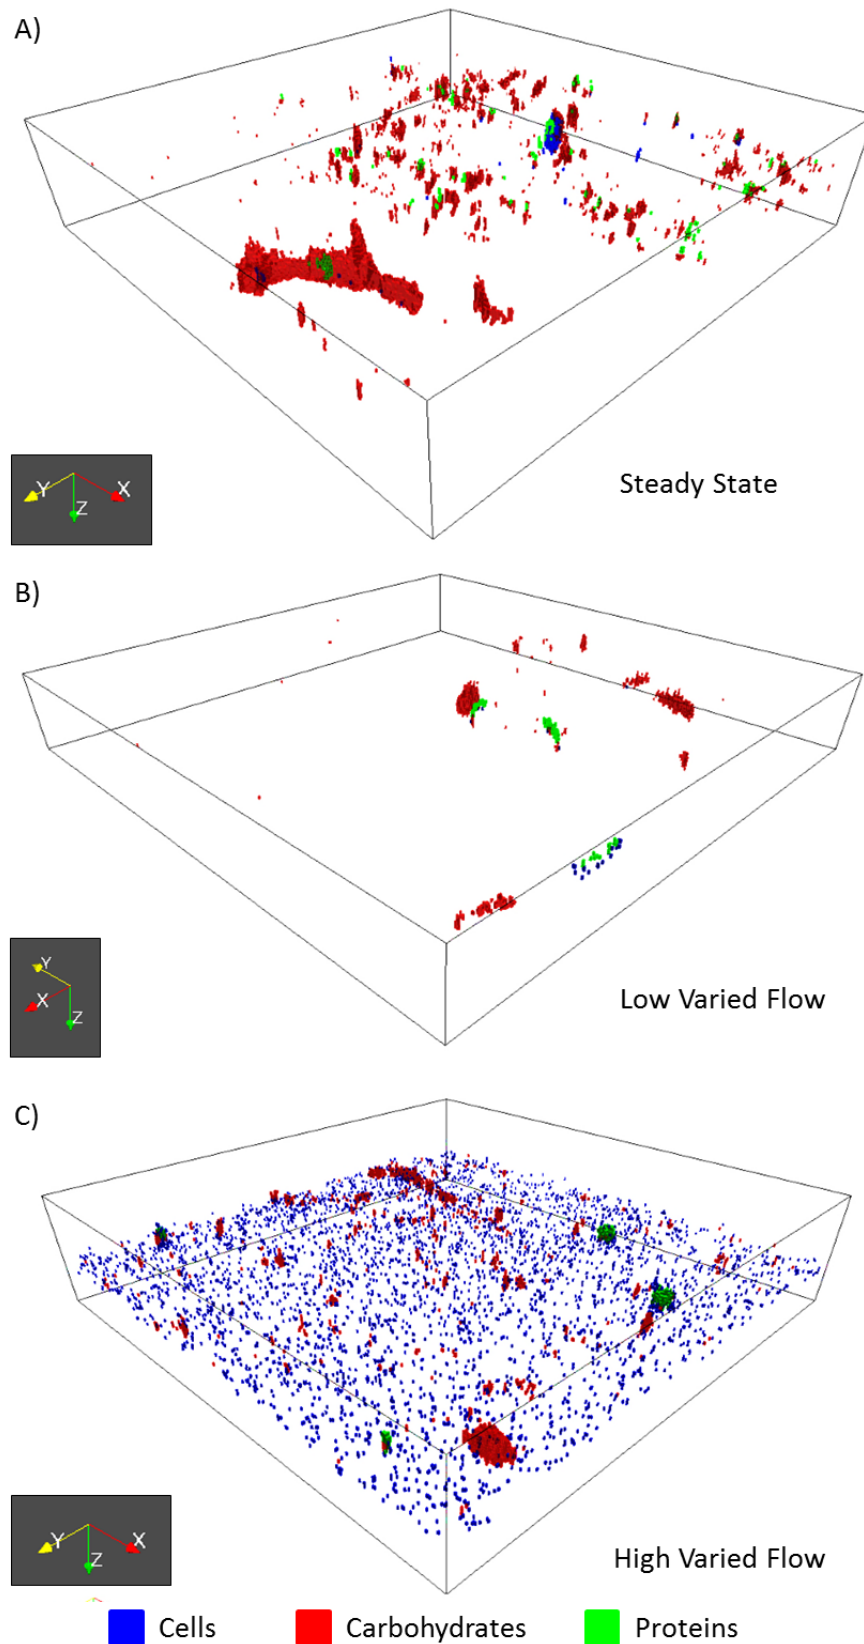 A)
Y X
Z
Steady State
B)
Y
X
Z
Low Varied Flow
C)
Y X
Z
High Varied Flow
Cells Carbohydrates Proteins